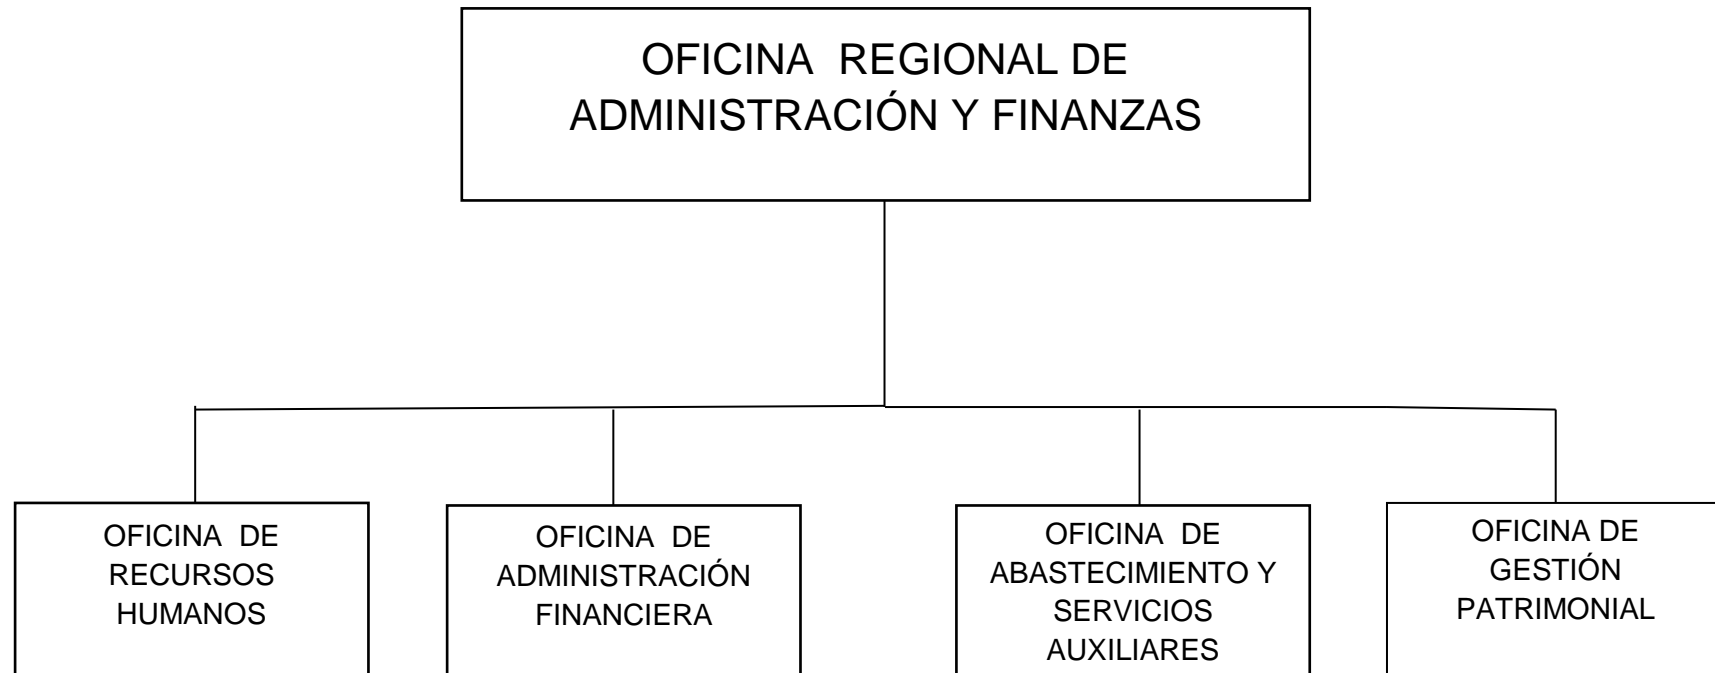 OFICINA  REGIONAL DE
ADMINISTRACIÓN Y FINANZAS
OFICINA  DE
RECURSOS
HUMANOS
OFICINA  DE
ADMINISTRACIÓN
FINANCIERA
OFICINA  DE
ABASTECIMIENTO Y
SERVICIOS
AUXILIARES
OFICINA DE
GESTIÓN
PATRIMONIAL